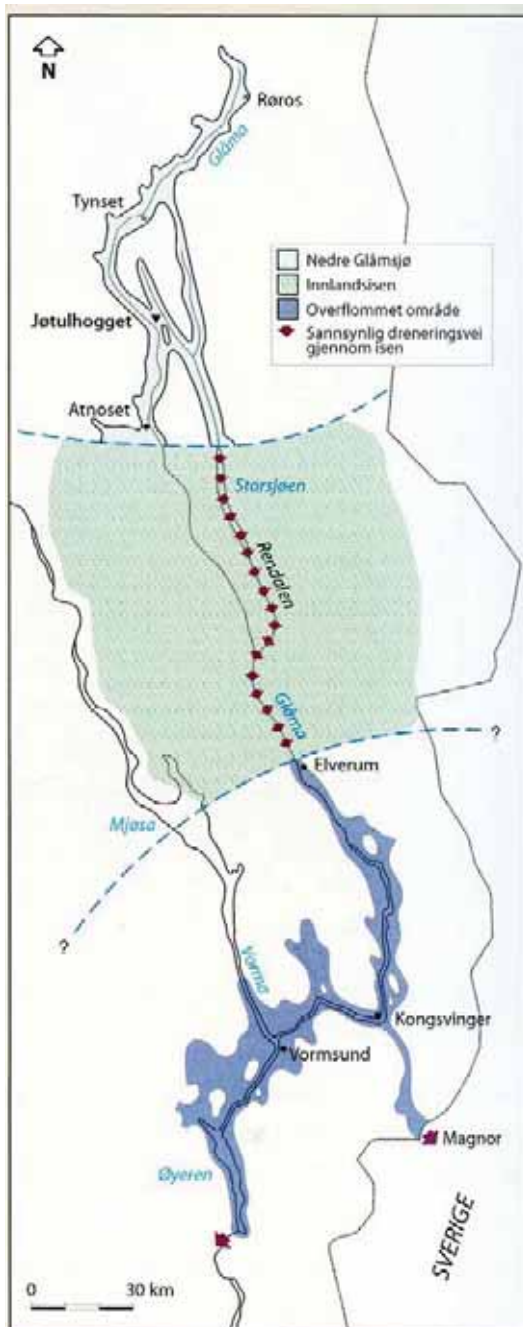 N
Røros
Glåma
Tynset
Nedre Glåmsjø
Innlandsisen
Overflommet område
Sannsynlig dreneringsvei
gjennom isen
Jøtulhogget
Atnoset
Storsjøen
Rendalen
Glåma
?
Elverum
Mjøsa
?
Vorma
Kongsvinger
Vormsund
Magnor
Øyeren
SVERIGE
0 30 km